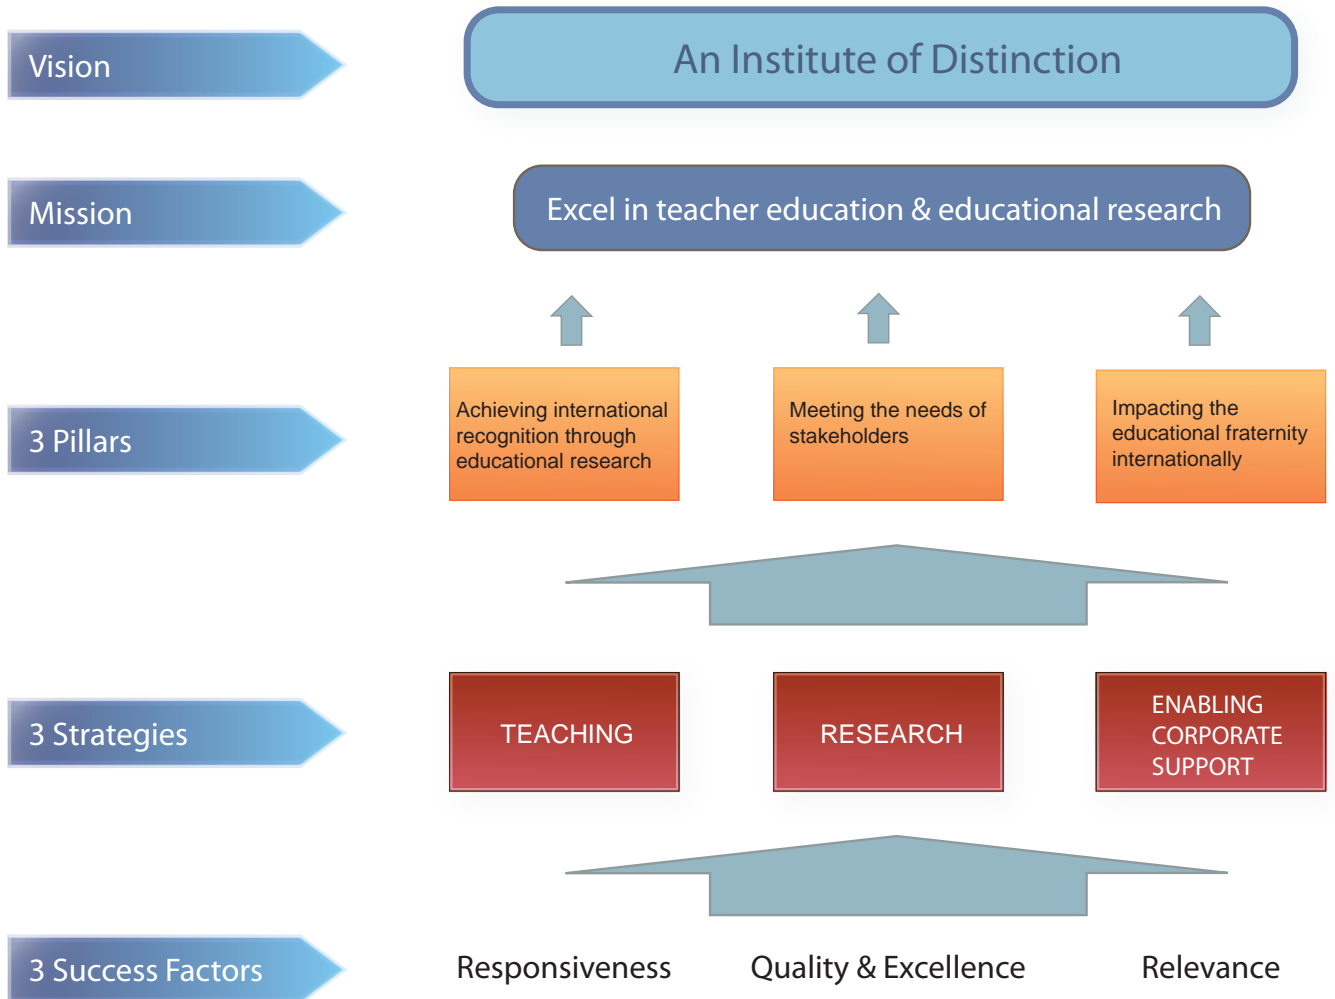 Vision
An Institute of Distinction
Mission
Excel in teacher education & educational research
3 Pillars
Achieving international
recognition through
educational research
Meeting the needs of
stakeholders
Impacting the
educational fraternity
internationally
3 Strategies
TEACHING
RESEARCH
ENABLING
CORPORATE
SUPPORT
3 Success Factors
Responsiveness
Quality & Excellence
Relevance